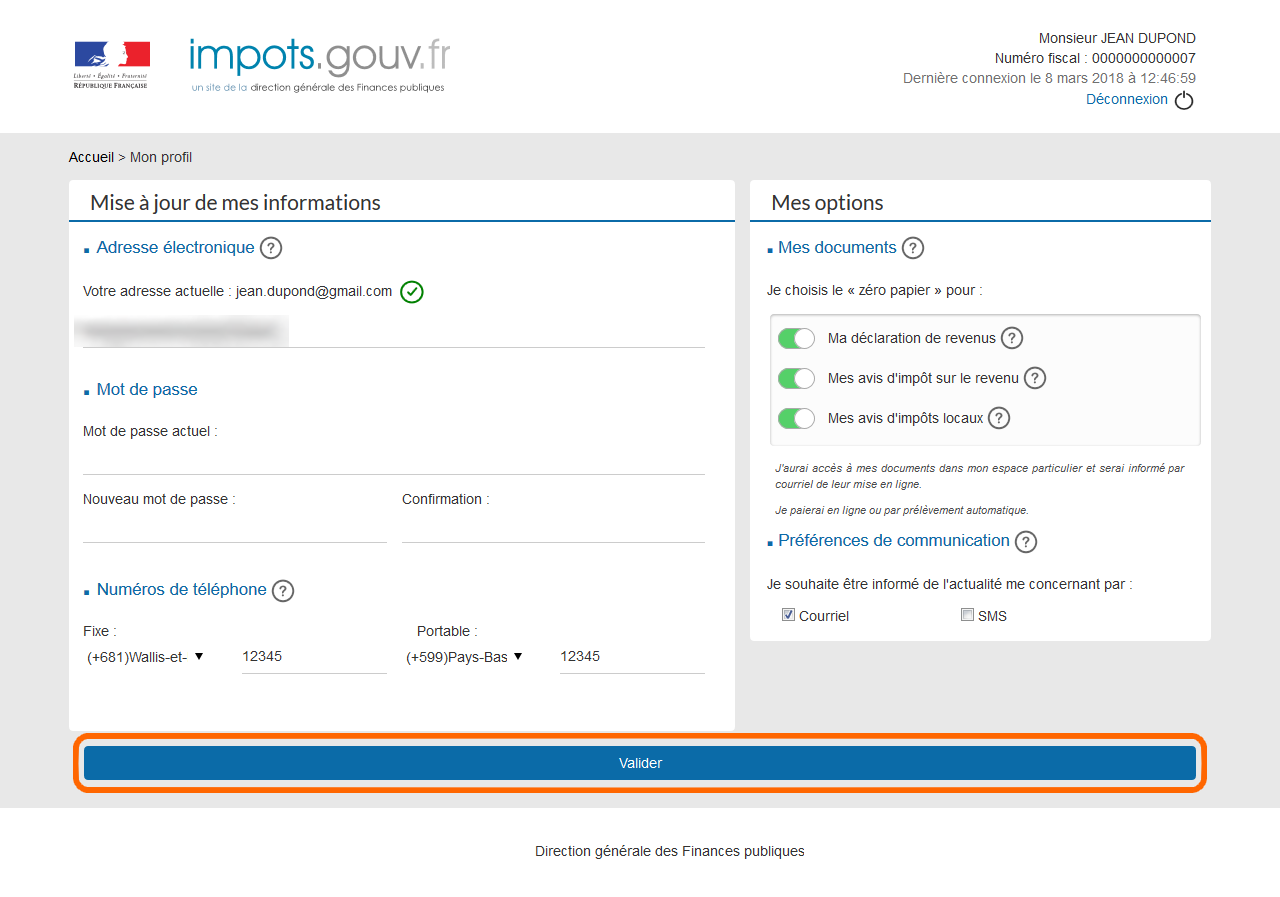 Liberté • Égalité • Fraternité
RÉPUBLIQUE FRANÇAISE
impots.gouv.fr
un site de la direction générale des Finances publiques
Monsieur JEAN DUPOND
Numéro fiscal : 0000000000007
Dernière connexion le 8 mars 2018 à 12:46:59
Déconnexion
Accueil > Mon profil
Mise à jour de mes informations
Adresse électronique ?
Votre adresse actuelle : jean.dupond@gmail.com
Mot de passe
Mot de passe actuel :
Nouveau mot de passe : Confirmation :
Numéros de téléphone ?
Fixe : Portable :
(+681)Wallis-et- 12345 (+599)Pays-Bas 12345
Mes options
Mes documents ?
Je choisis le « zéro papier » pour :
Ma déclaration de revenus ?
Mes avis d'impôt sur le revenu ?
Mes avis d'impôts locaux ?
J'aurai accès à mes documents dans mon espace particulier et serai informé par
courriel de leur mise en ligne.
Je paierai en ligne ou par prélèvement automatique.
Préférences de communication ?
Je souhaite être informé de l'actualité me concernant par :
Courriel SMS
Valider
Direction générale des Finances publiques